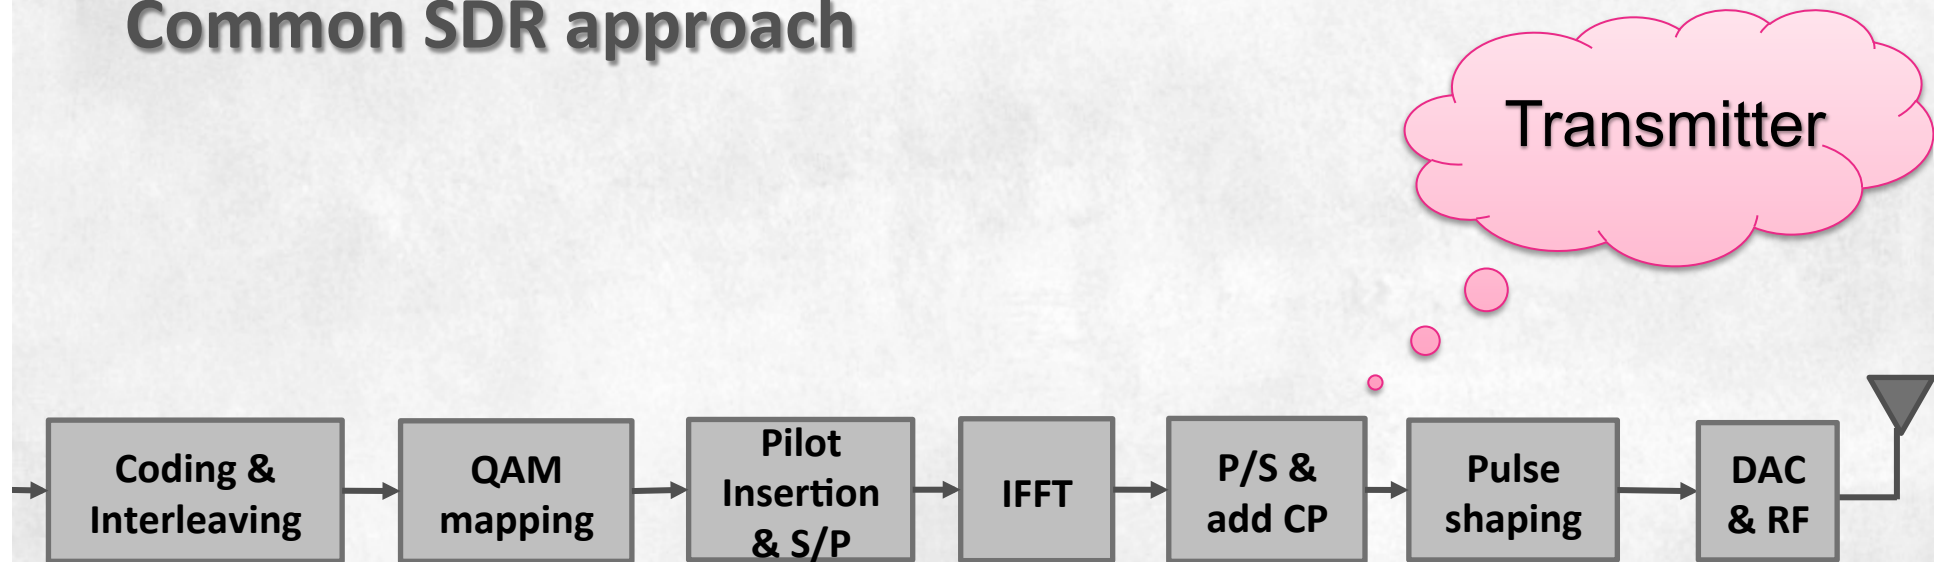 Common SDR approach
Transmitter
Coding &
Interleaving
QAM
mapping
Pilot
Insertion
& S/P
IFFT
P/S &
add CP
Pulse
shaping
DAC
& RF